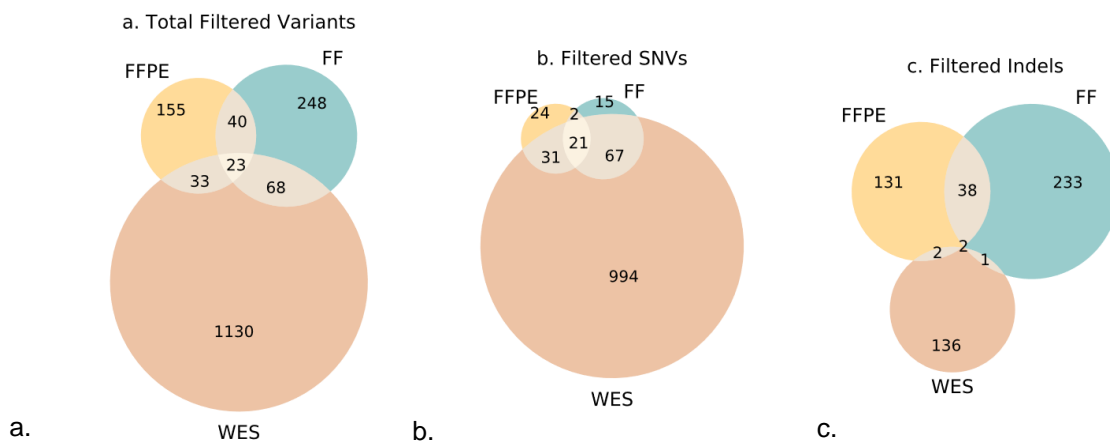 a. Total Filtered Variants
FFPE
FF
155
248
40
23
33
68
1130
WES
a.
b. Filtered SNVs
FFPE
FF
24
2
15
21
31
67
994
WES
b.
c. Filtered Indels
FFPE
FF
131
38
233
2
2
1
136
WES
c.